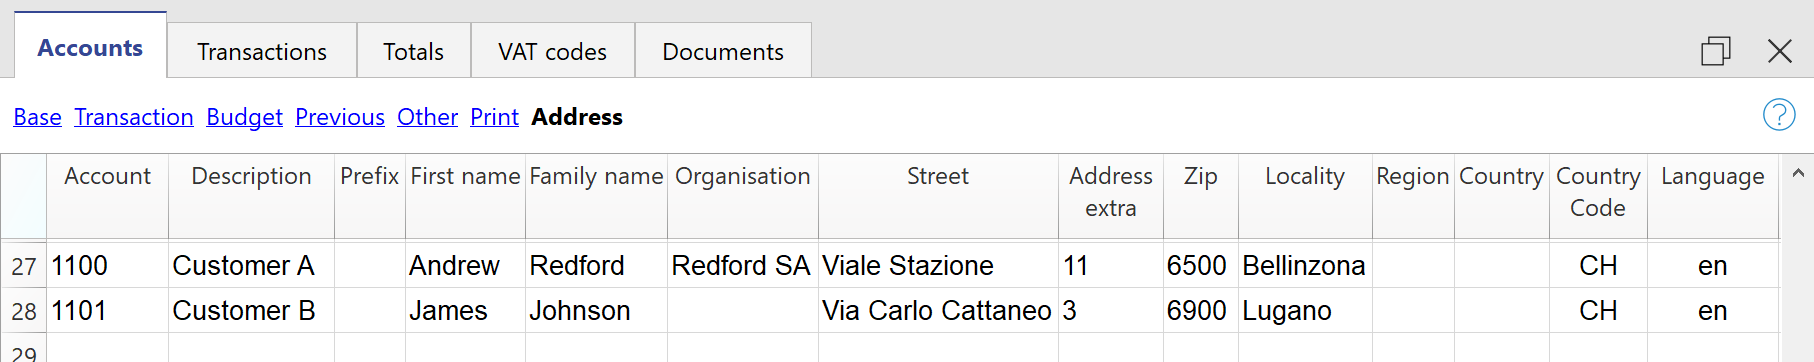 Accounts Transactions Totals VAT codes Documents
Base Transaction Budget Previous Other Print Address ?
Account Description Prefix First name Family name Organisation Street Address extra Zip Locality Region Country Country Code Language
27 1100 Customer A Andrew Redford Redford SA Viale Stazione 11 6500 Bellinzona CH en
28 1101 Customer B James Johnson Via Carlo Cattaneo 3 6900 Lugano CH en
29